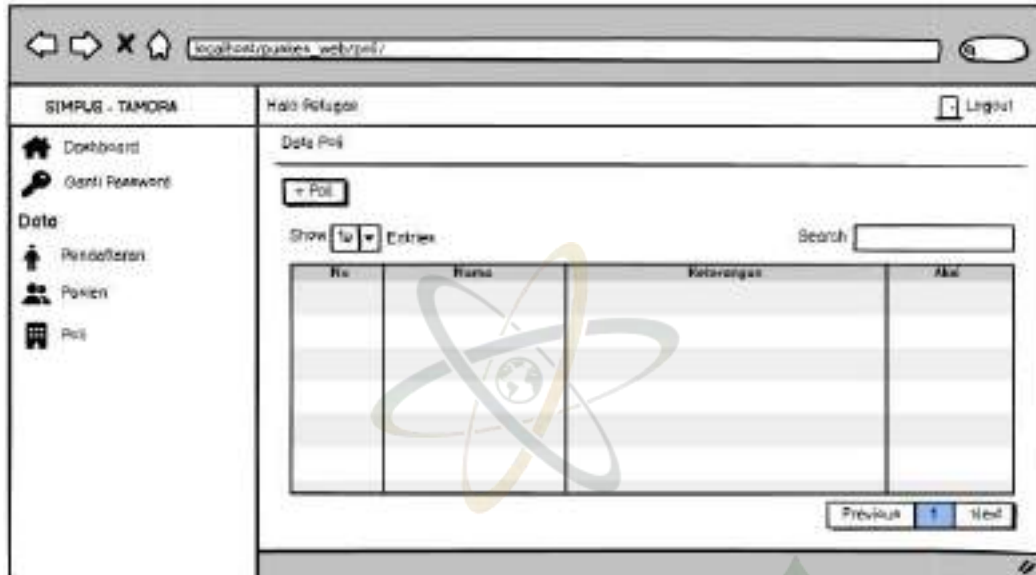 localhost/puskes_web/poli/
SIMPUS - TAMORA
Halo Petugas
Logout
Dashboard
Ganti Password
Data
Pendaftaran
Pasien
Poli
Data Poli
+ Poli
Show 10 Entries
Search
No Nama Keterangan Aksi
Previous 1 Next